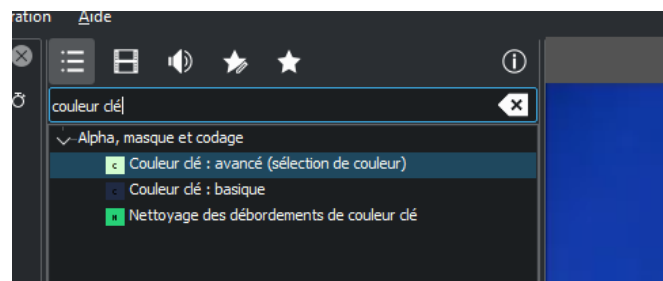 ration Aide
couleur clé
Alpha, masque et codage
C Couleur clé : avancé (sélection de couleur)
C Couleur clé : basique
N Nettoyage des débordements de couleur clé